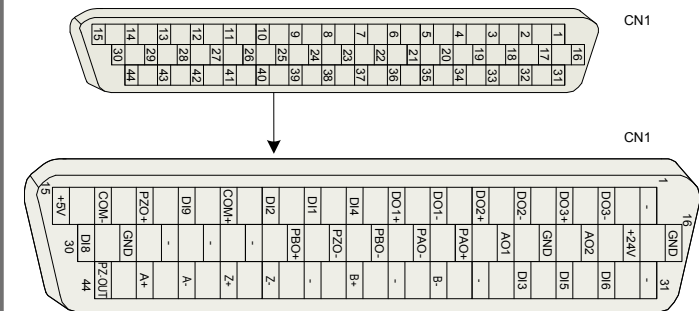 CN1
15 14 13 12 11 10 9 8 7 6 5 4 3 2 1
30 29 28 27 26 25 24 23 22 21 20 19 18 17 16
44 43 42 41 40 39 38 37 36 35 34 33 32 31
CN1
15 1
+5V COM- PZO+ DI9 COM+ DI2 DI1 DI4 DO1+ DO1- DO2+ DO2- DO3+ DO3- -
16
30 DI8 GND - - - PBO+ PZO- PBO- PAO- PAO+ AO1 GND AO2 +24V GND
44 PZ-OUT A+ A- Z+ Z- - B+ - B- - DI3 DI5 DI6 - 31